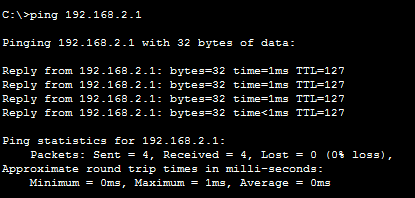 C:\>ping 192.168.2.1
Pinging 192.168.2.1 with 32 bytes of data:
Reply from 192.168.2.1: bytes=32 time=1ms TTL=127
Reply from 192.168.2.1: bytes=32 time=1ms TTL=127
Reply from 192.168.2.1: bytes=32 time=1ms TTL=127
Reply from 192.168.2.1: bytes=32 time<1ms TTL=127
Ping statistics for 192.168.2.1:
Packets: Sent = 4, Received = 4, Lost = 0 (0% loss),
Approximate round trip times in milli-seconds:
Minimum = 0ms, Maximum = 1ms, Average = 0ms